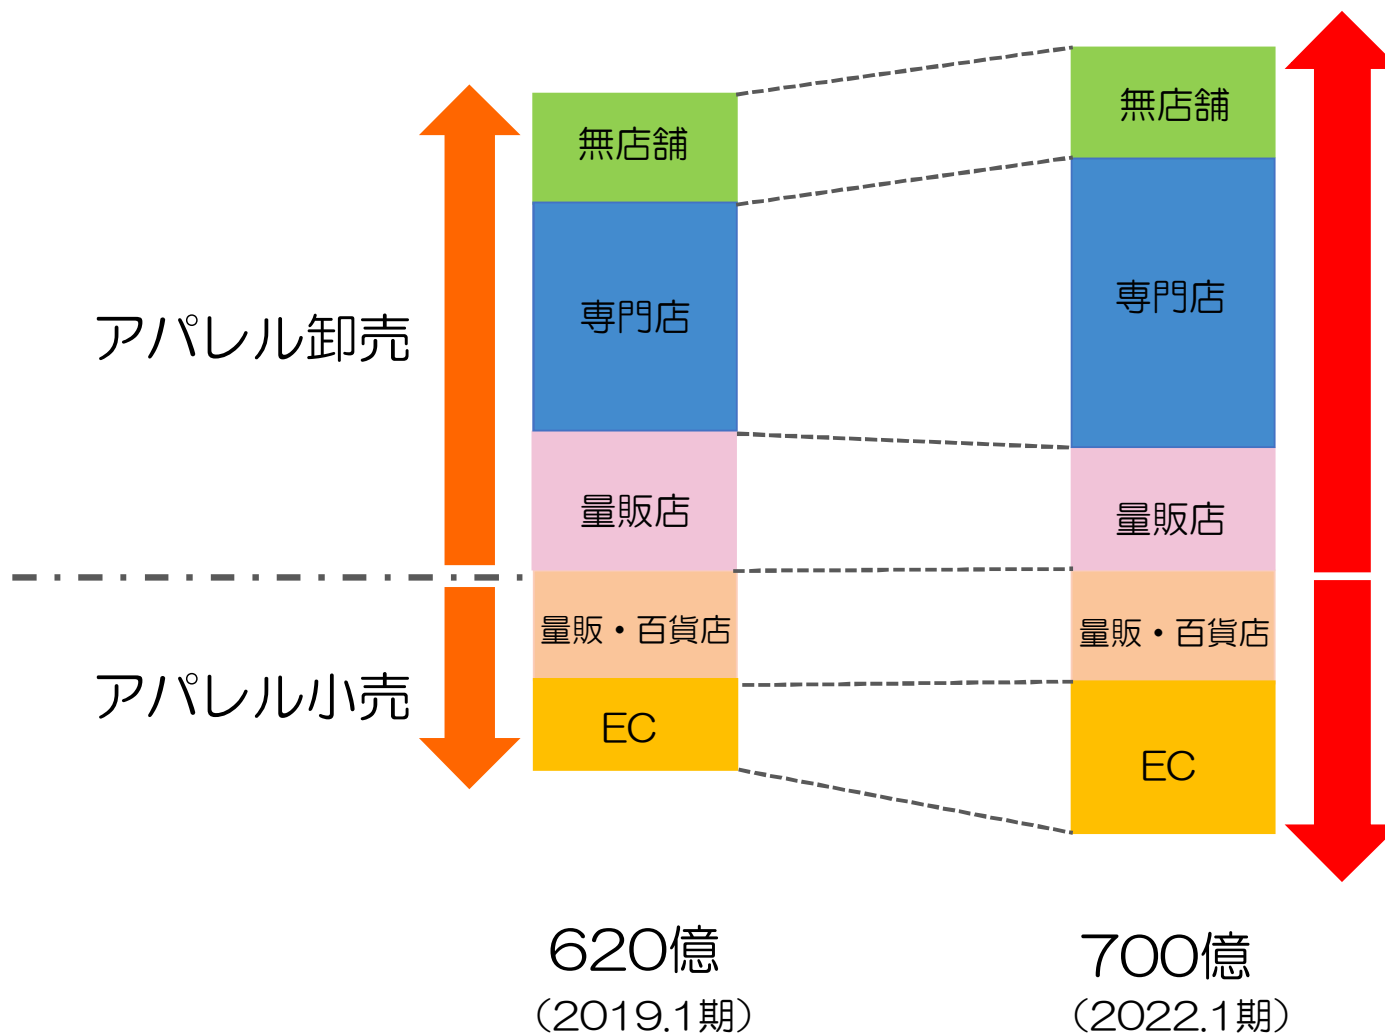 無店舗
専門店
量販店
量販・百貨店
EC
無店舗
専門店
量販店
量販・百貨店
EC
アパレル卸売
アパレル小売
620億
（2019.1期）
700億
（2022.1期）